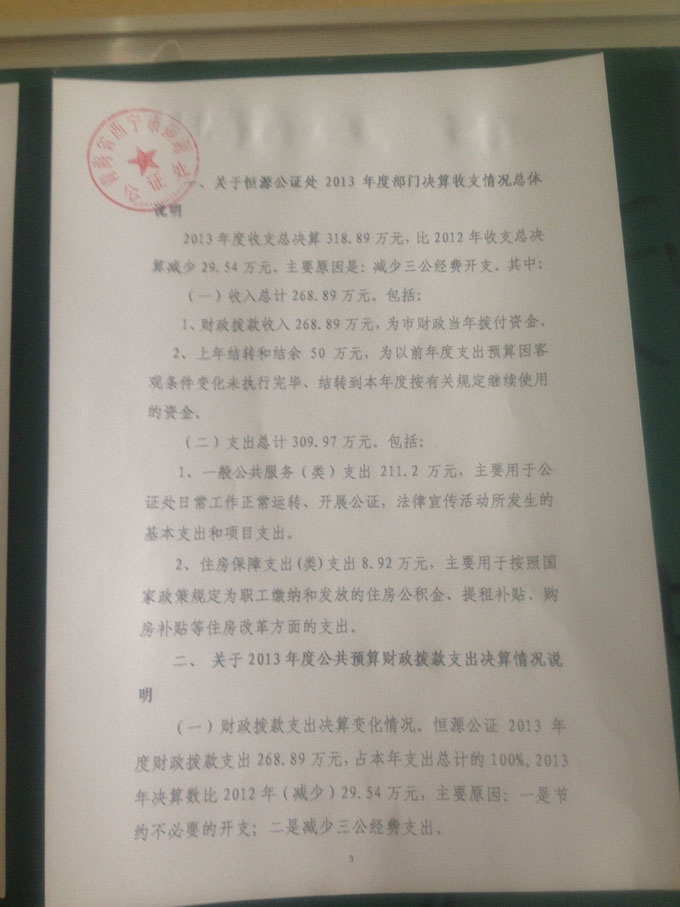 青海省西宁市恒源
公证处
一、关于恒源公证处 2013 年度部门决算收支情况总体
说明
2013 年度收支总决算 318.89 万元，比 2012 年收支总决
算减少 29.54 万元。主要原因是：减少三公经费开支。其中：
（一）收入总计 268.89 万元。包括：
1、财政拨款收入 268.89 万元，为市财政当年拨付资金。
2、上年结转和结余 50 万元，为以前年度支出预算因客
观条件变化未执行完毕、结转到本年度按有关规定继续使用
的资金。
（二）支出总计 309.97 万元。包括：
1、一般公共服务（类）支出 211.2 万元，主要用于公
证处日常工作正常运转、开展公证，法律宣传活动所发生的
基本支出和项目支出。
2、住房保障支出(类)支出 8.92 万元，主要用于按照国
家政策规定为职工缴纳和发放的住房公积金、提租补贴、购
房补贴等住房改革方面的支出。
二、 关于 2013 年度公共预算财政拨款支出决算情况说
明
（一）财政拨款支出决算变化情况。恒源公证 2013 年
度财政拨款支出 268.89 万元，占本年支出总计的 100%。2013
年决算数比 2012 年（减少）29.54 万元，主要原因：一是节
约不必要的开支；二是减少三公经费支出。
3